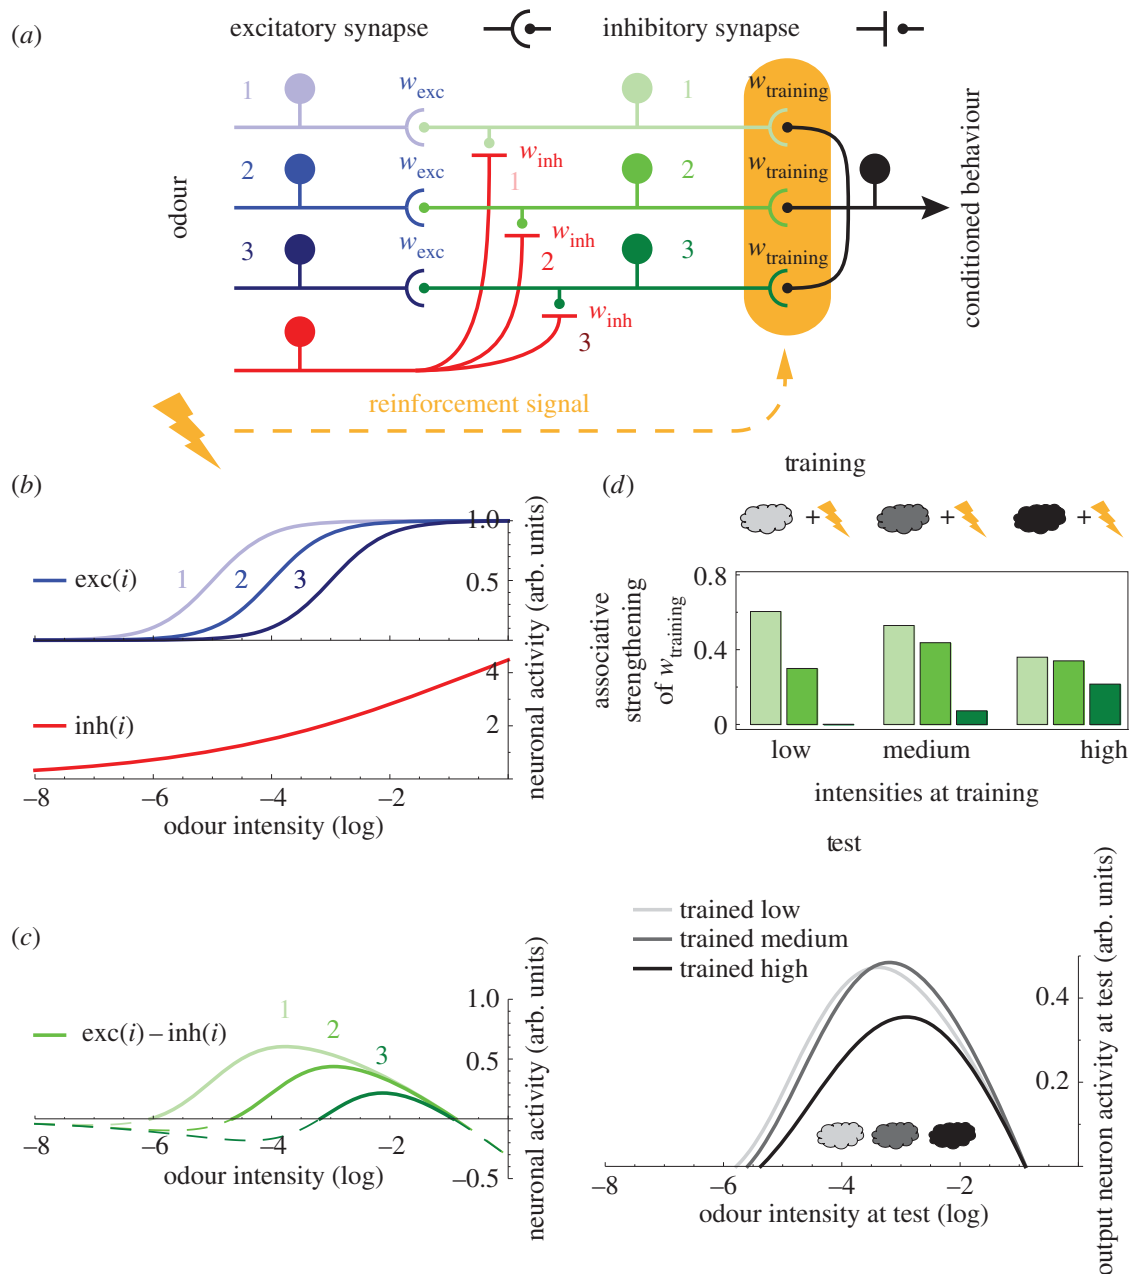 (a)
excitatory synapse
inhibitory synapse
1
w_exc
1
w_training
w_inh
1
2
w_exc
2
w_training
odour
w_inh
2
3
w_exc
3
w_training
w_inh
3
conditioned behaviour
reinforcement signal
(b)
1.0
exc(i)
1
2
3
0.5
neuronal activity (arb. units)
4
inh(i)
2
−8
−6
−4
−2
odour intensity (log)
(c)
1.0
1
exc(i) – inh(i)
2
3
0.5
−8
−6
−4
−2
odour intensity (log)
−0.5
neuronal activity (arb. units)
(d)
training
+
+
+
0.8
associative
strengthening
of w_training
0.4
0
low
medium
high
intensities at training
test
trained low
trained medium
trained high
0.4
0.2
output neuron activity at test (arb. units)
−8
−6
−4
−2
odour intensity at test (log)